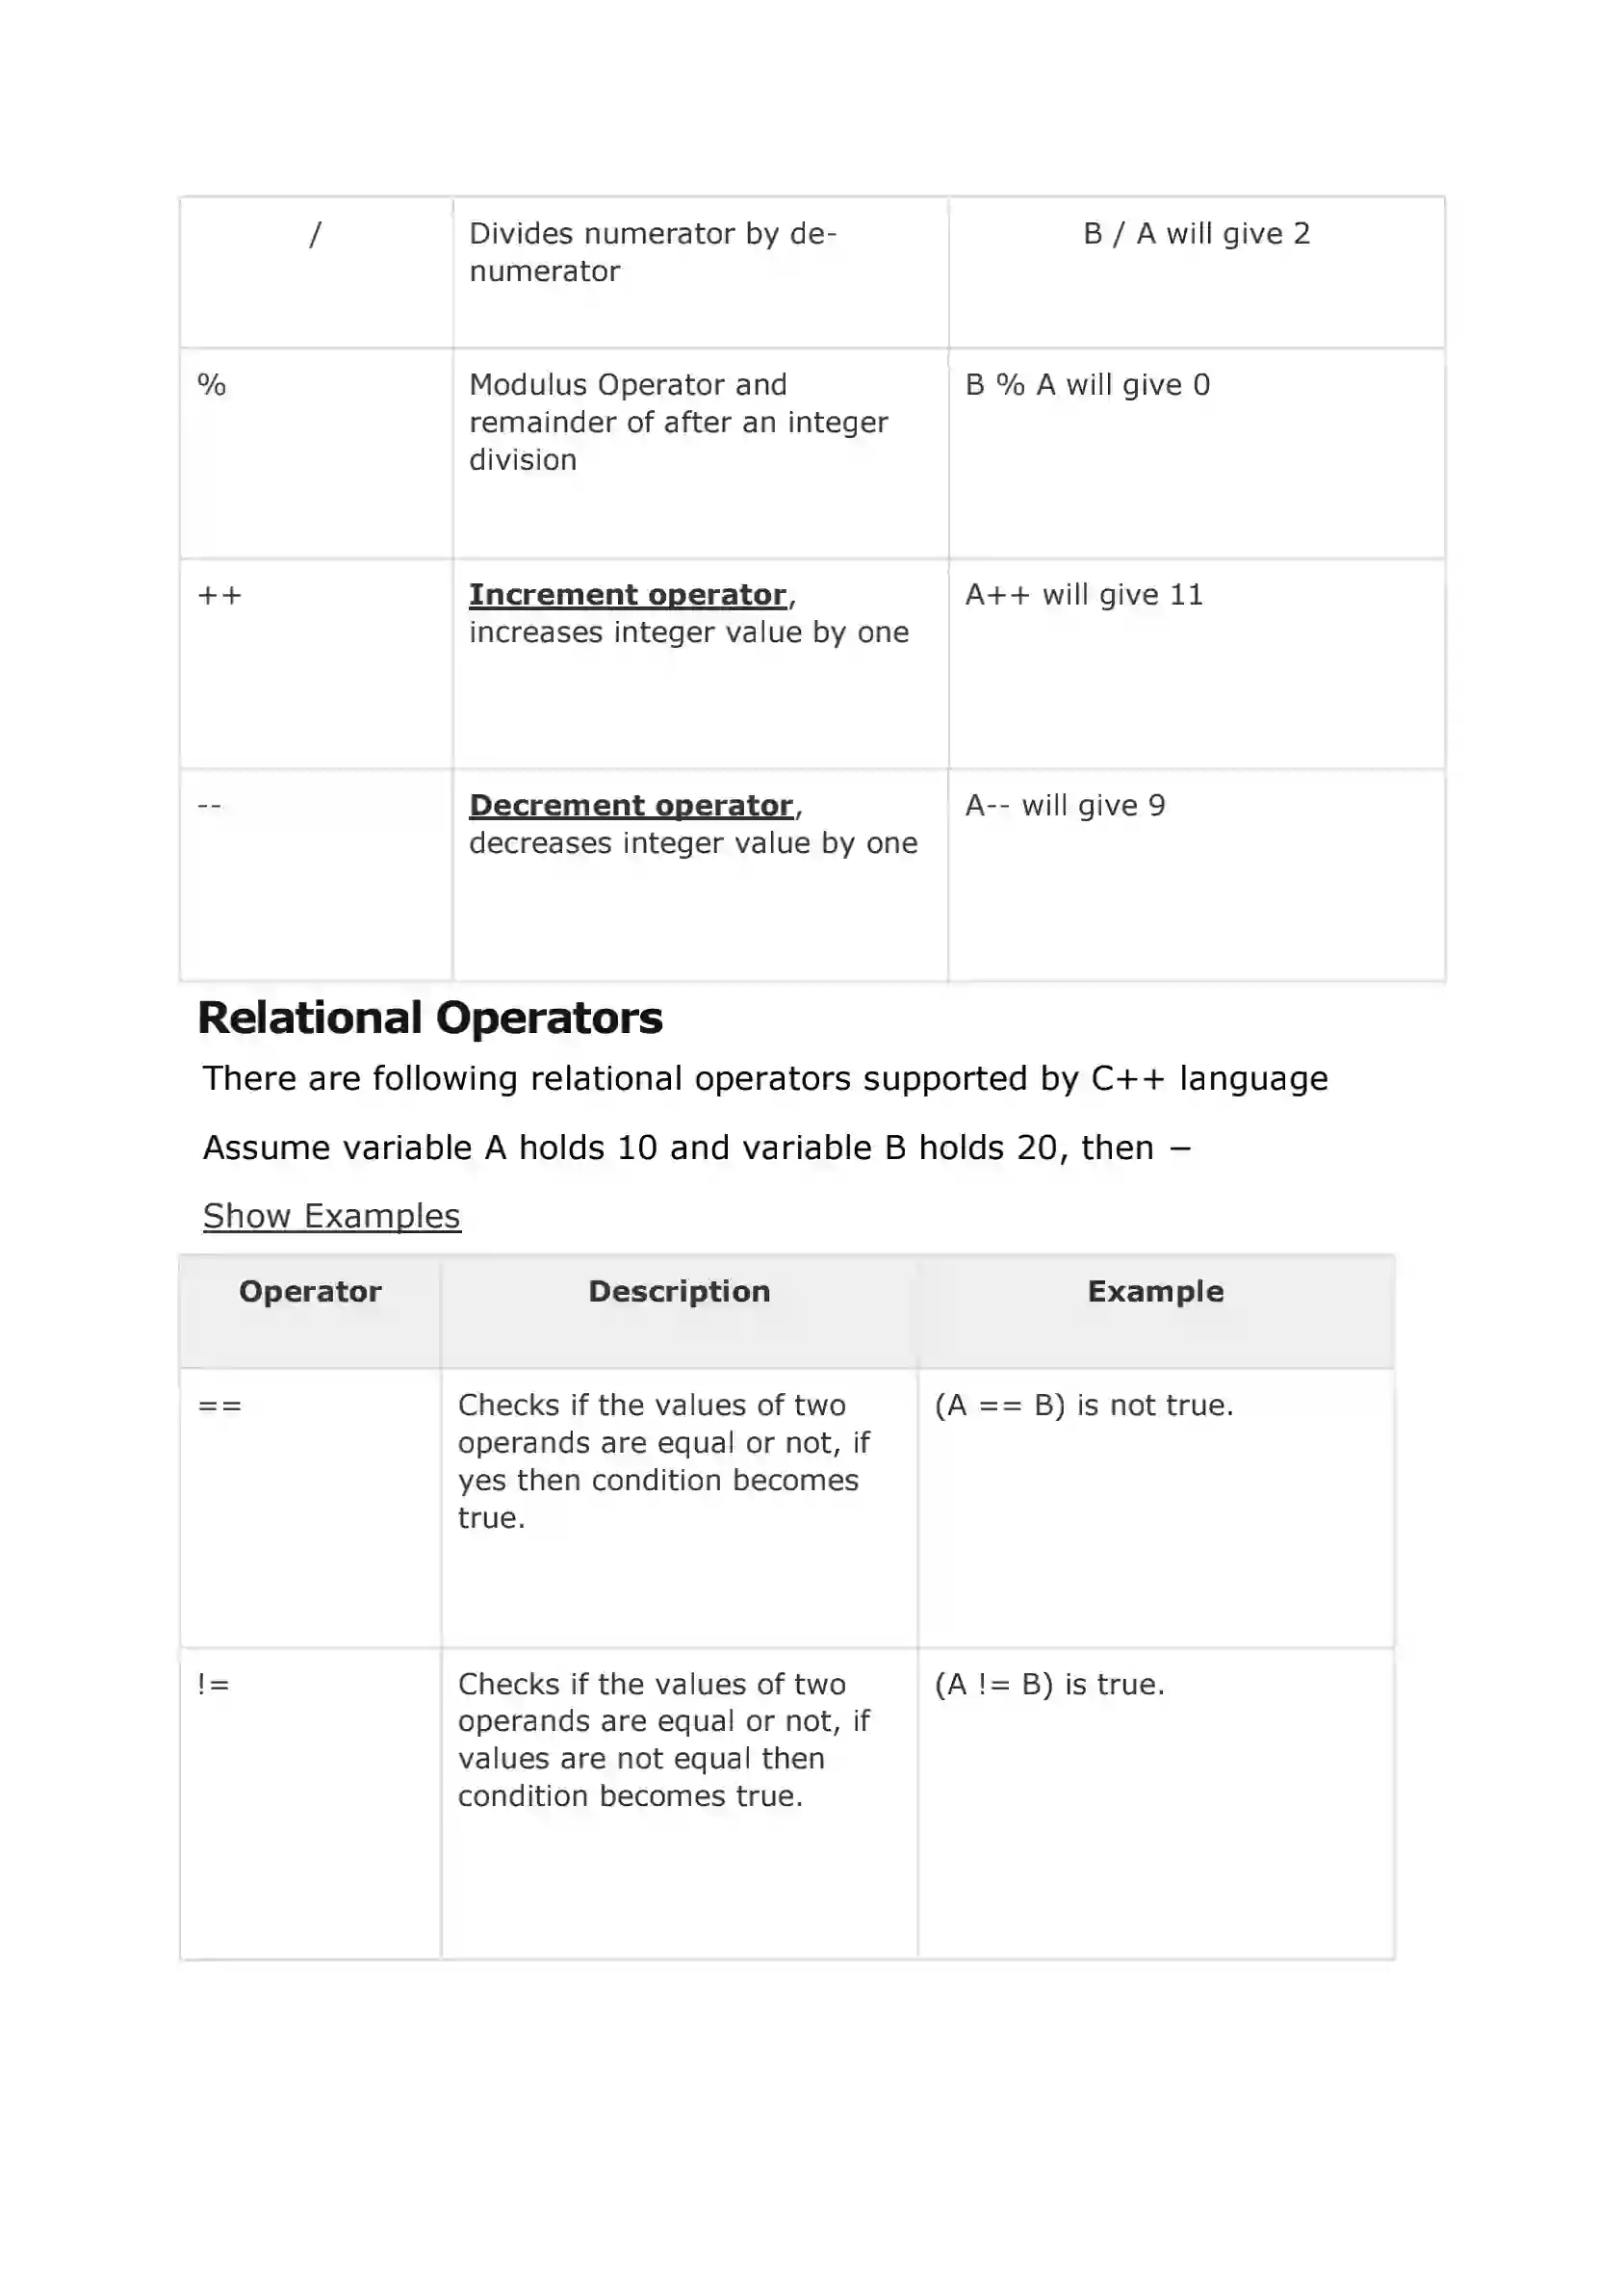 / Divides numerator by de- B / A will give 2
numerator
% Modulus Operator and B % A will give 0
remainder of after an integer
division
++ Increment operator, A++ will give 11
increases integer value by one
-- Decrement operator, A-- will give 9
decreases integer value by one
Relational Operators
There are following relational operators supported by C++ language
Assume variable A holds 10 and variable B holds 20, then −
Show Examples
Operator Description Example
== Checks if the values of two (A == B) is not true.
operands are equal or not, if
yes then condition becomes
true.
!= Checks if the values of two (A != B) is true.
operands are equal or not, if
values are not equal then
condition becomes true.